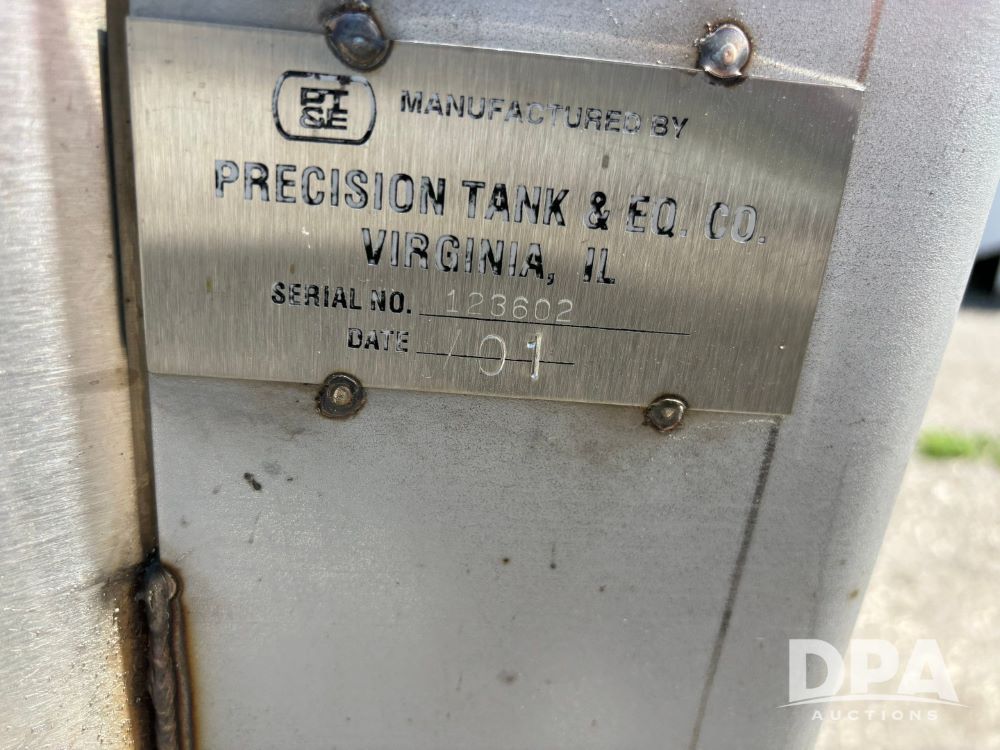 PT
&E
MANUFACTURED BY
PRECISION TANK & EQ. CO.
VIRGINIA, IL
SERIAL NO. 123602
DATE /01
DPA
AUCTIONS